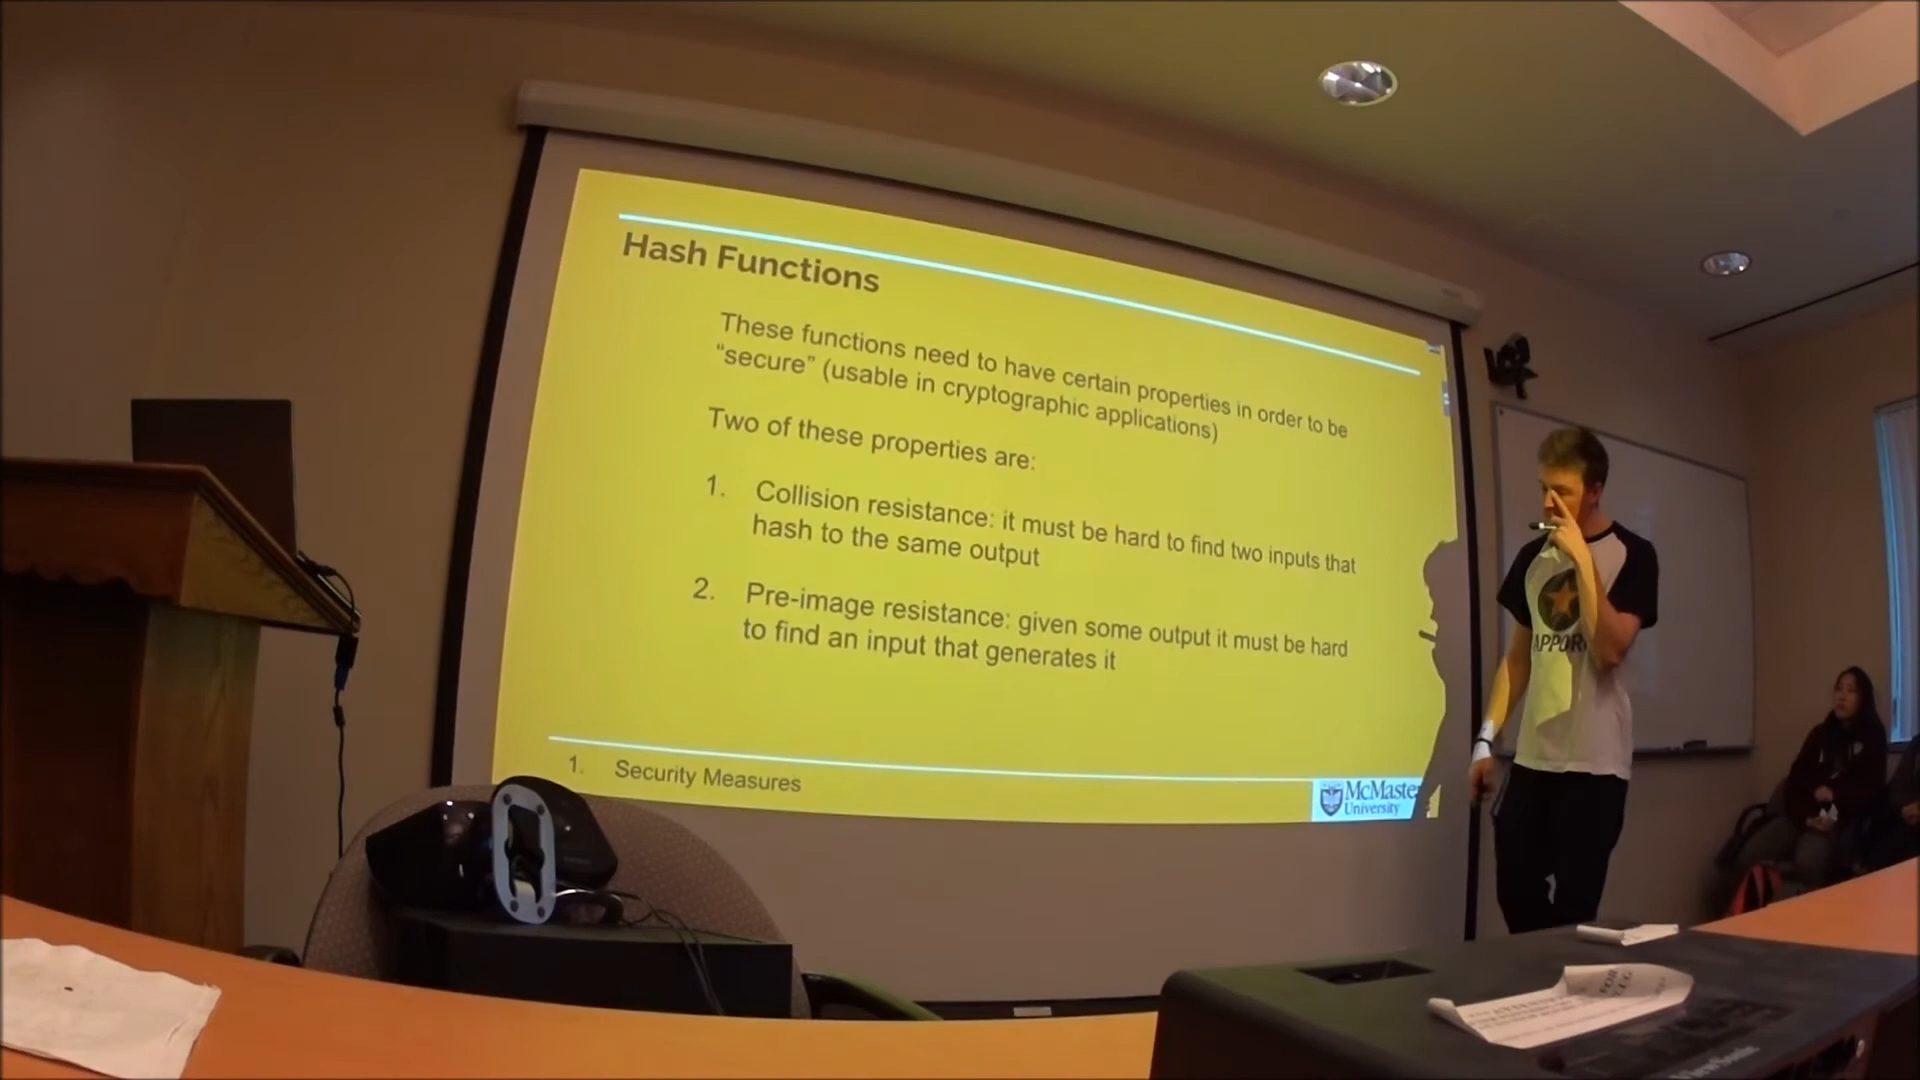 Hash Functions
These functions need to have certain properties in order to be
“secure” (usable in cryptographic applications)
Two of these properties are:
1. Collision resistance: it must be hard to find two inputs that
hash to the same output
2. Pre-image resistance: given some output it must be hard
to find an input that generates it
1. Security Measures
McMaste
University
APPOR
ViewSonic